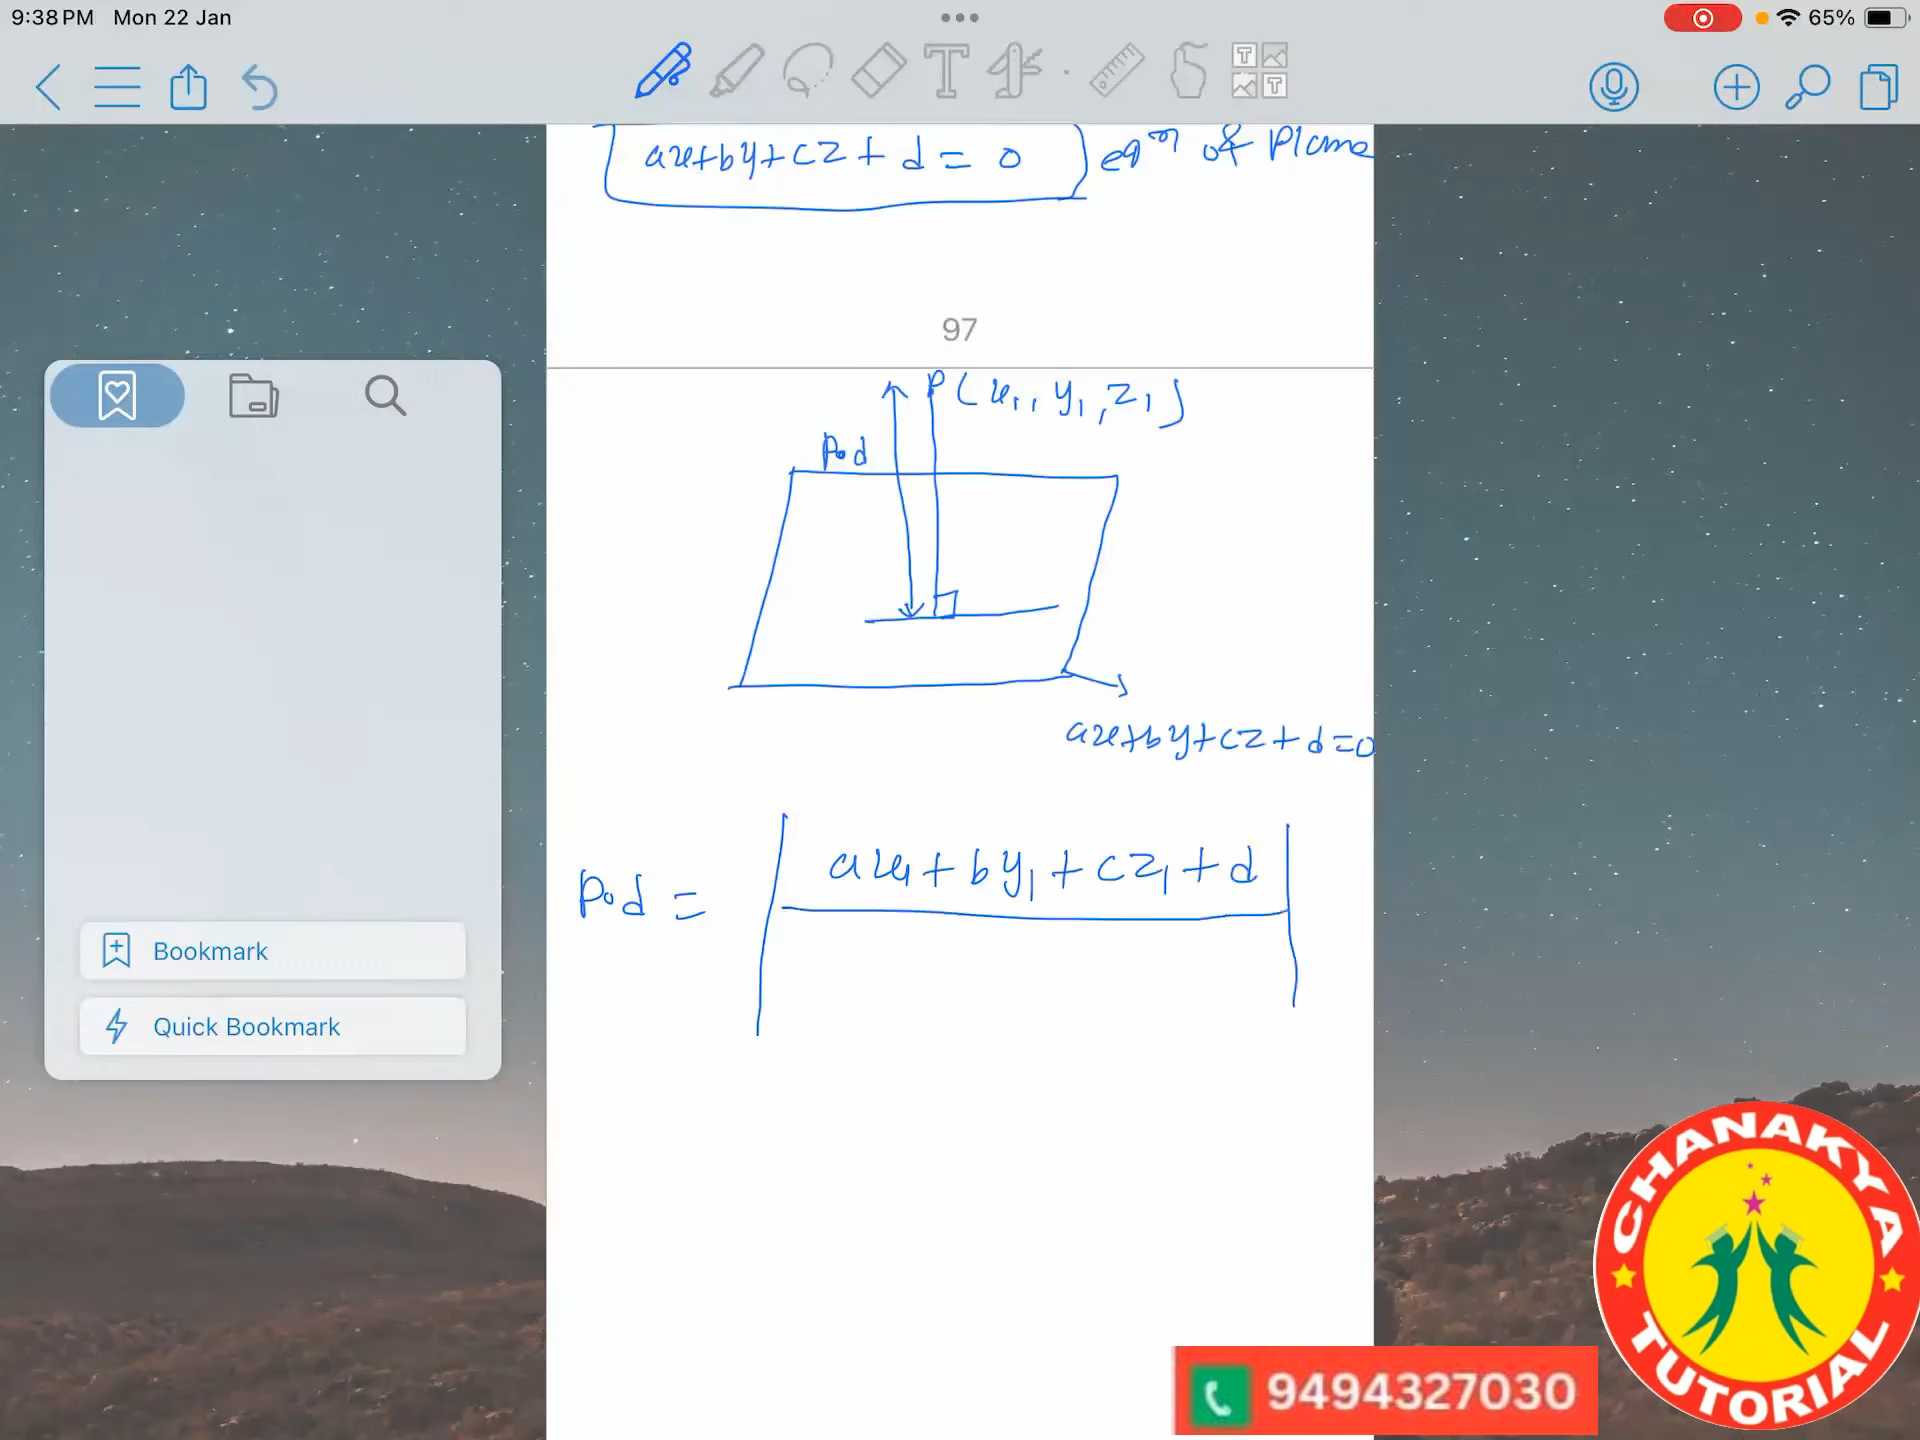 9:38 PM Mon 22 Jan
65%
ax+by+cz+d=0 eqn of Plane
97
P(x1, y1, z1)
P.d
ax+by+cz+d=0
P.d = | ax1+by1+cz1+d |
Bookmark
Quick Bookmark
CHANAKYA
TUTORIAL
9494327030